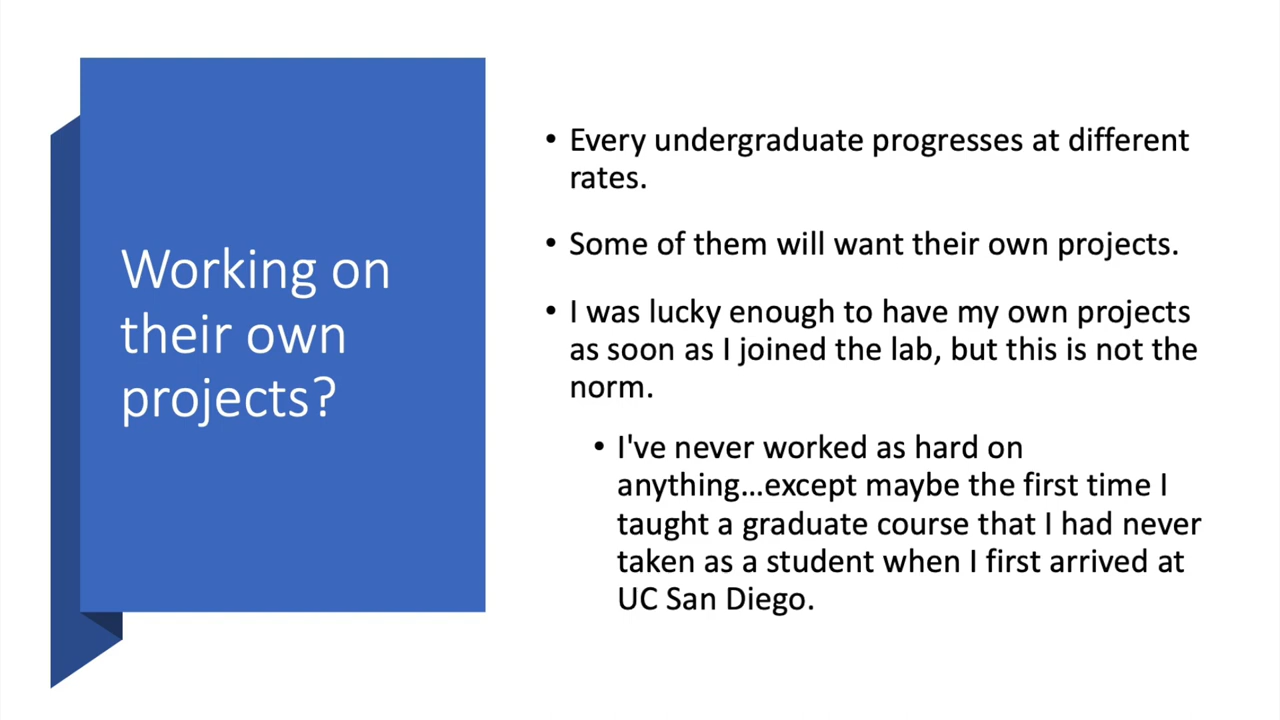 Working on
their own
projects?
• Every undergraduate progresses at different
rates.
• Some of them will want their own projects.
• I was lucky enough to have my own projects
as soon as I joined the lab, but this is not the
norm.
• I've never worked as hard on
anything...except maybe the first time I
taught a graduate course that I had never
taken as a student when I first arrived at
UC San Diego.